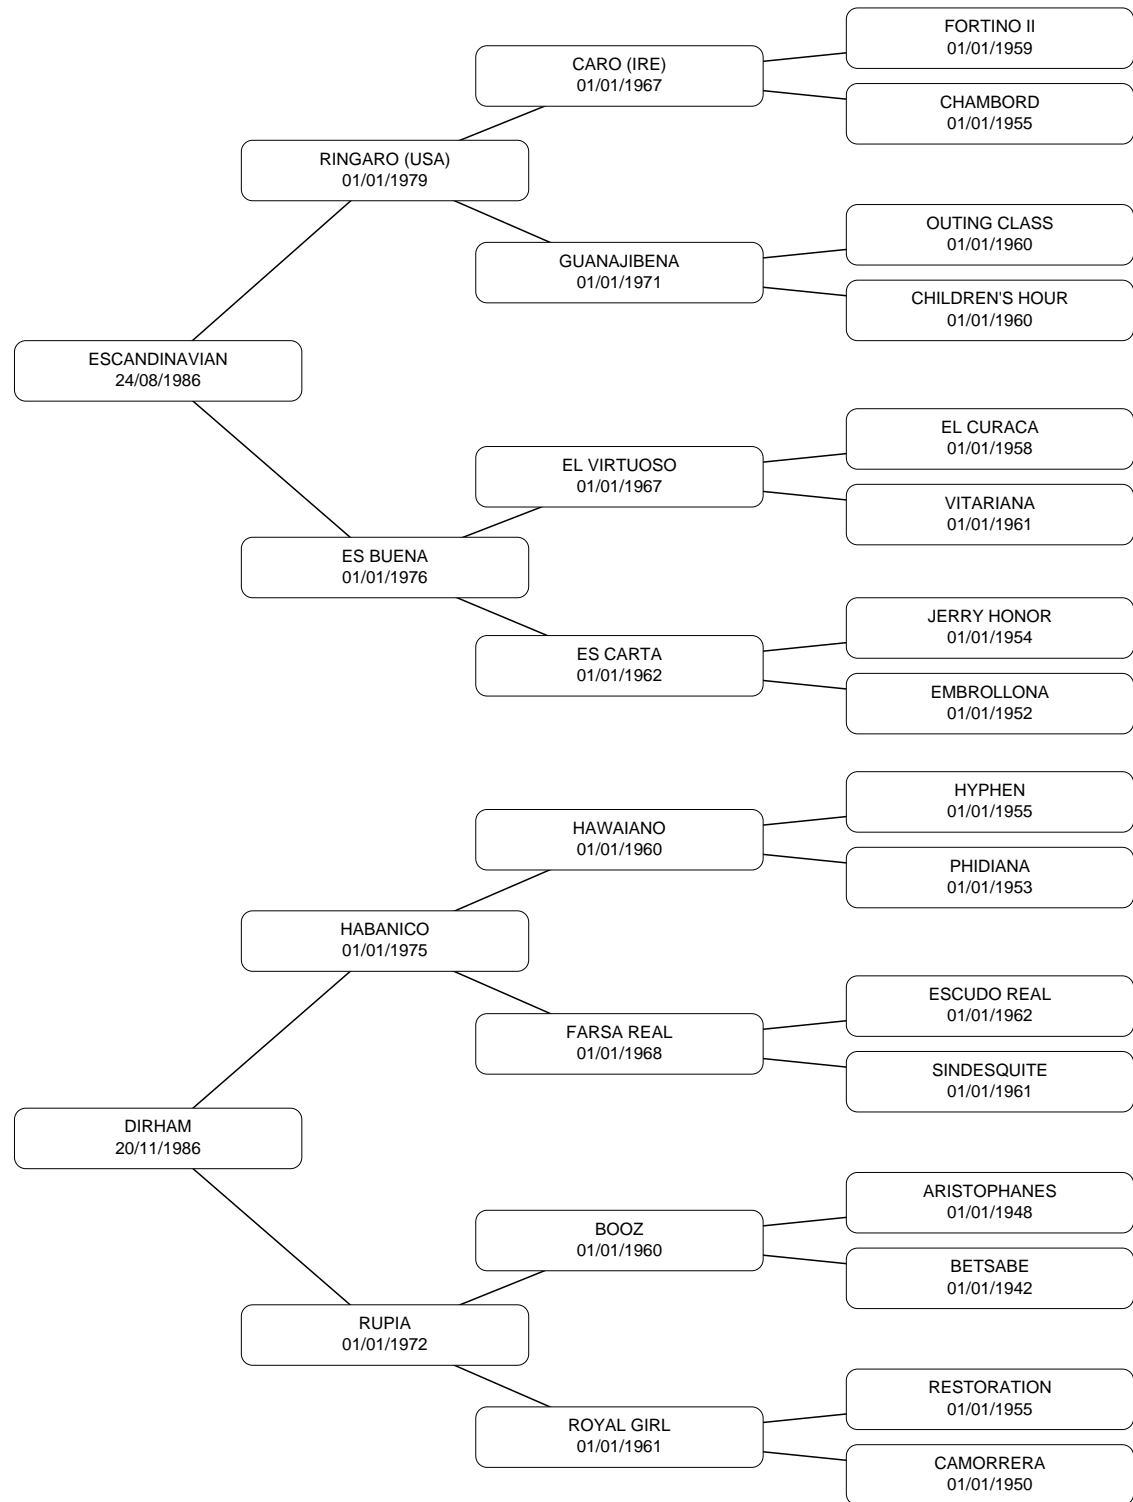 FORTINO II
01/01/1959
CARO (IRE)
01/01/1967
CHAMBORD
01/01/1955
RINGARO (USA)
01/01/1979
OUTING CLASS
01/01/1960
GUANAJIBENA
01/01/1971
CHILDREN'S HOUR
01/01/1960
ESCANDINAVIAN
24/08/1986
EL CURACA
01/01/1958
EL VIRTUOSO
01/01/1967
VITARIANA
01/01/1961
ES BUENA
01/01/1976
JERRY HONOR
01/01/1954
ES CARTA
01/01/1962
EMBROLLONA
01/01/1952
HYPHEN
01/01/1955
HAWAIANO
01/01/1960
PHIDIANA
01/01/1953
HABANICO
01/01/1975
ESCUDO REAL
01/01/1962
FARSA REAL
01/01/1968
SINDESQUITE
01/01/1961
DIRHAM
20/11/1986
ARISTOPHANES
01/01/1948
BOOZ
01/01/1960
BETSABE
01/01/1942
RUPIA
01/01/1972
RESTORATION
01/01/1955
ROYAL GIRL
01/01/1961
CAMORRERA
01/01/1950